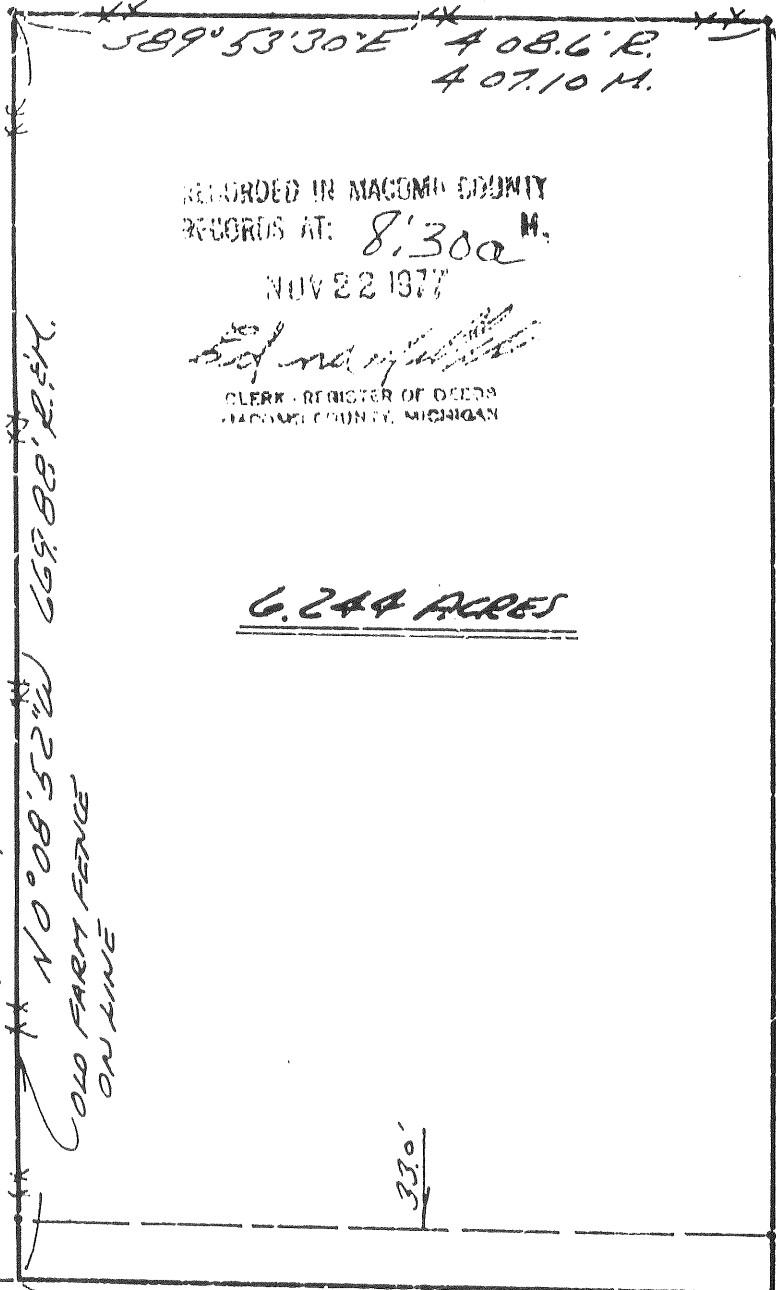 S89°53'30"E 408.6' R.
407.10 M.
RECORDED IN MACOMB COUNTY
RECORDS AT: 8:30a M.
NOV 22 1977
CLERK - REGISTER OF DEEDS
MACOMB COUNTY, MICHIGAN
6.244 ACRES
N0°08'52"W 669.88' R.&M.
OLD FARM FENCE
ON LINE
33.0'